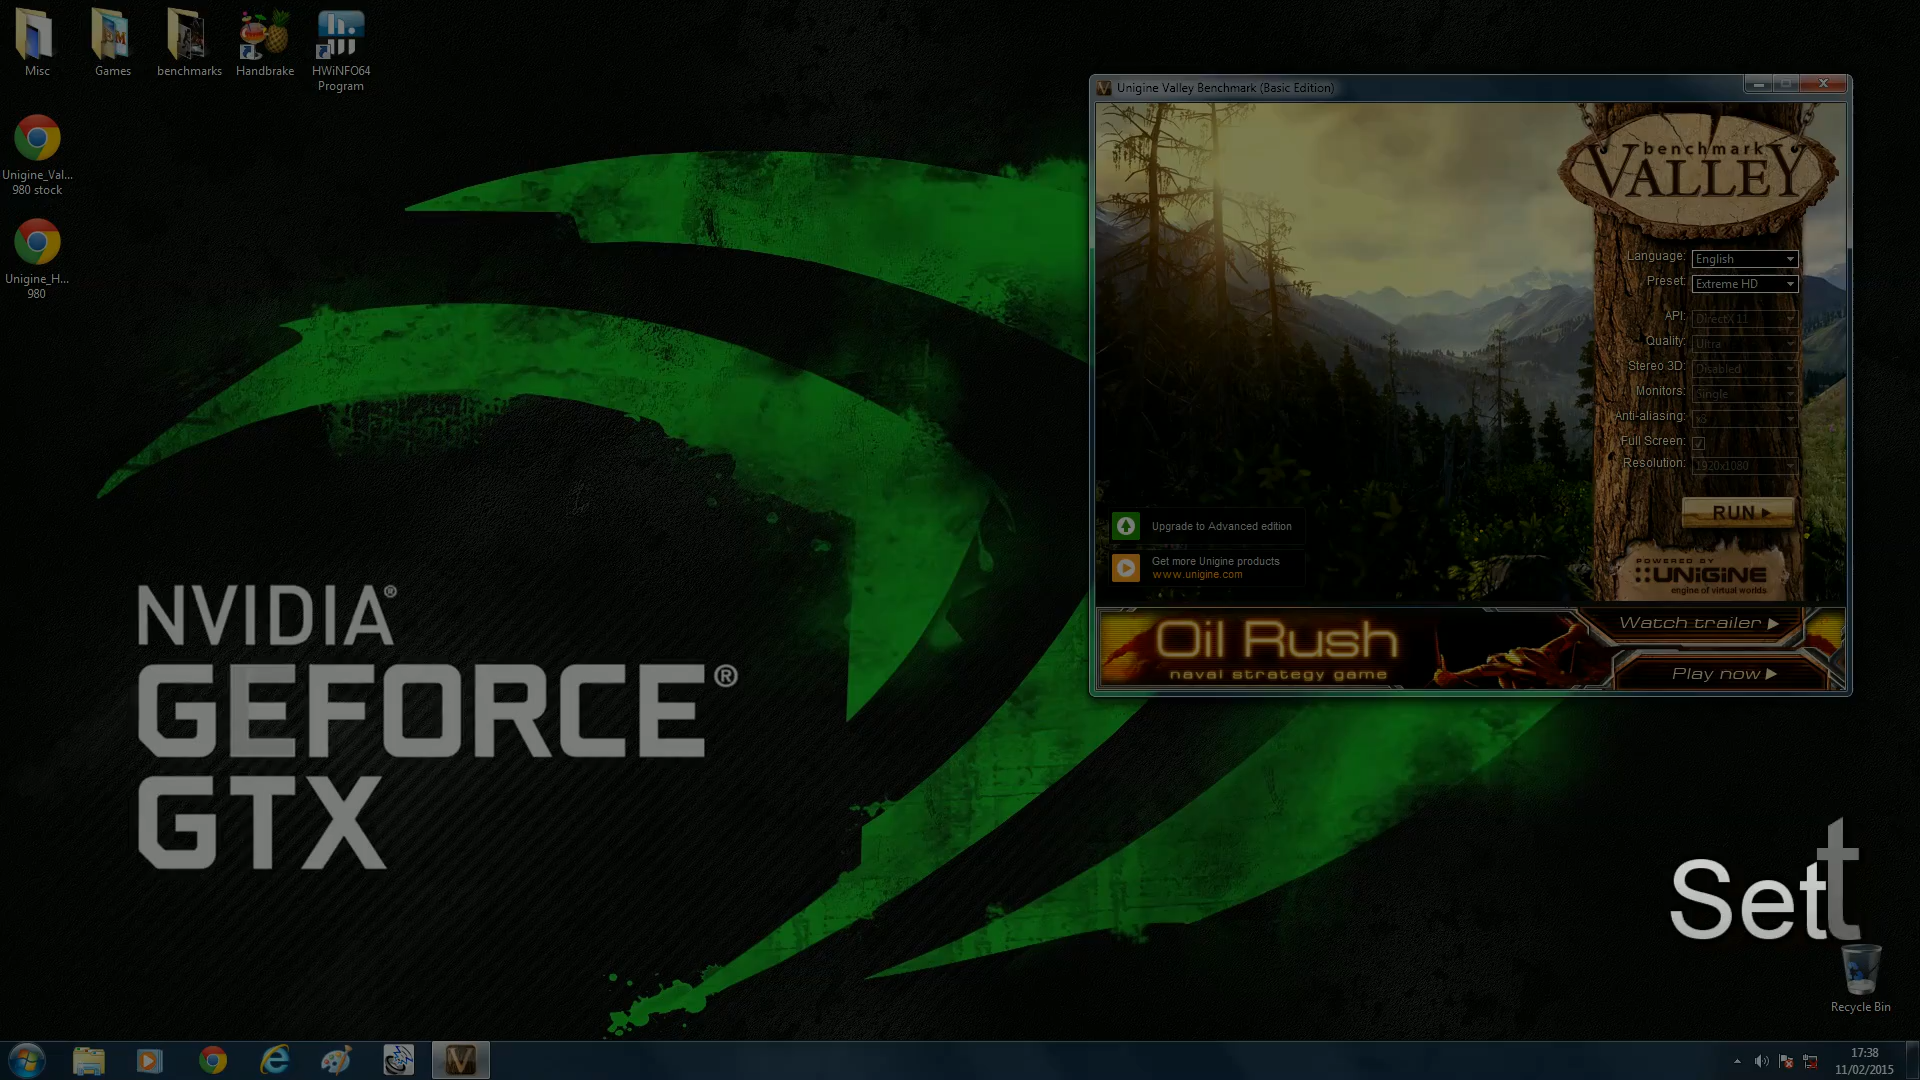 Misc
Games
benchmarks
Handbrake
HWiNFO64
Program
Unigine_Val...
980 stock
Unigine_H...
980
NVIDIA®
GEFORCE®
GTX
Unigine Valley Benchmark (Basic Edition)
benchmark
VALLEY
Language: English
Preset: Extreme HD
API: DirectX 11
Quality: Ultra
Stereo 3D: Disabled
Monitors: Single
Anti-aliasing: x8
Full Screen:
Resolution: 1920x1080
RUN
POWERED BY
UNIGINE
engine of virtual worlds
Upgrade to Advanced edition
Get more Unigine products
www.unigine.com
Oil Rush
naval strategy game
Watch trailer
Play now
Sett
Recycle Bin
17:38
11/02/2015